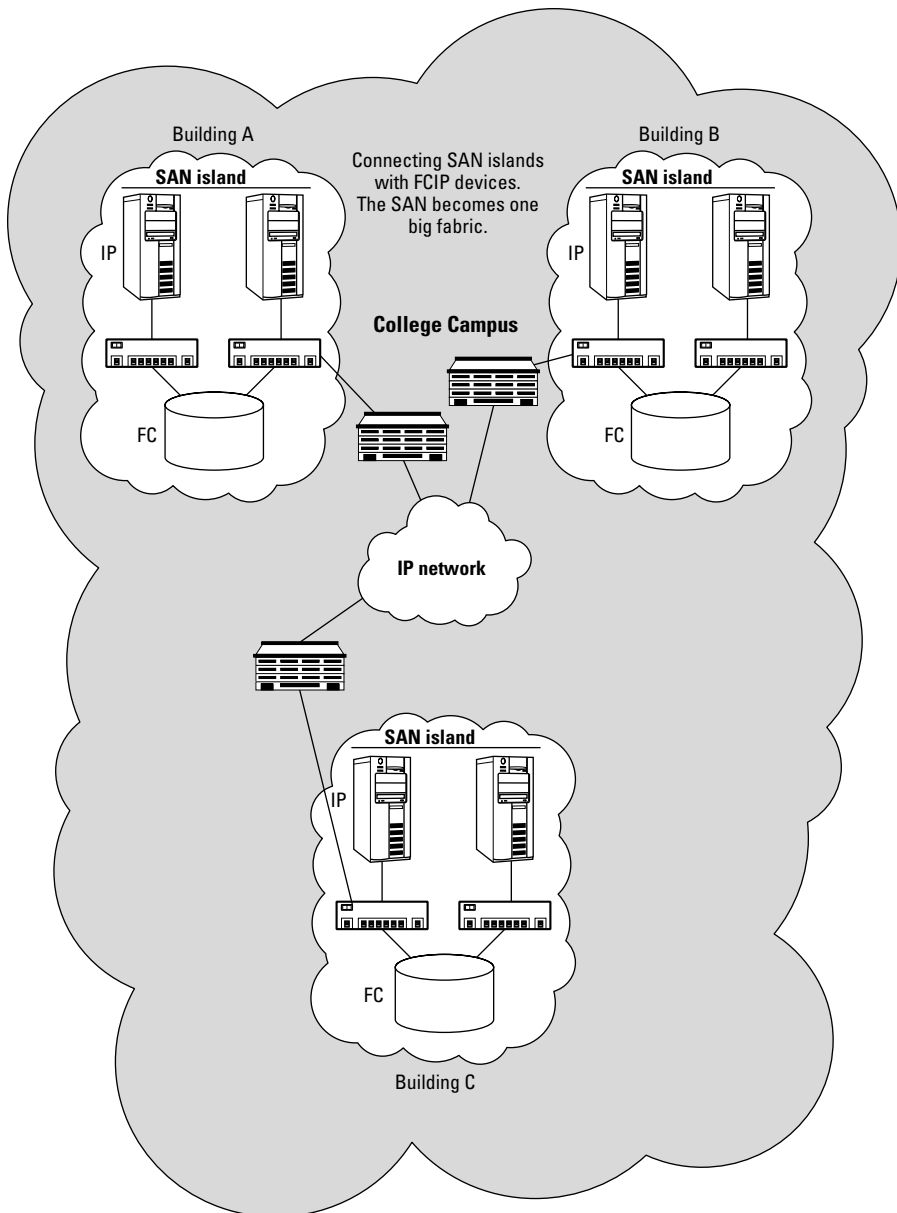 Building A
SAN island
IP
FC
Connecting SAN islands
with FCIP devices.
The SAN becomes one
big fabric.
College Campus
Building B
SAN island
IP
FC
IP network
SAN island
IP
FC
Building C